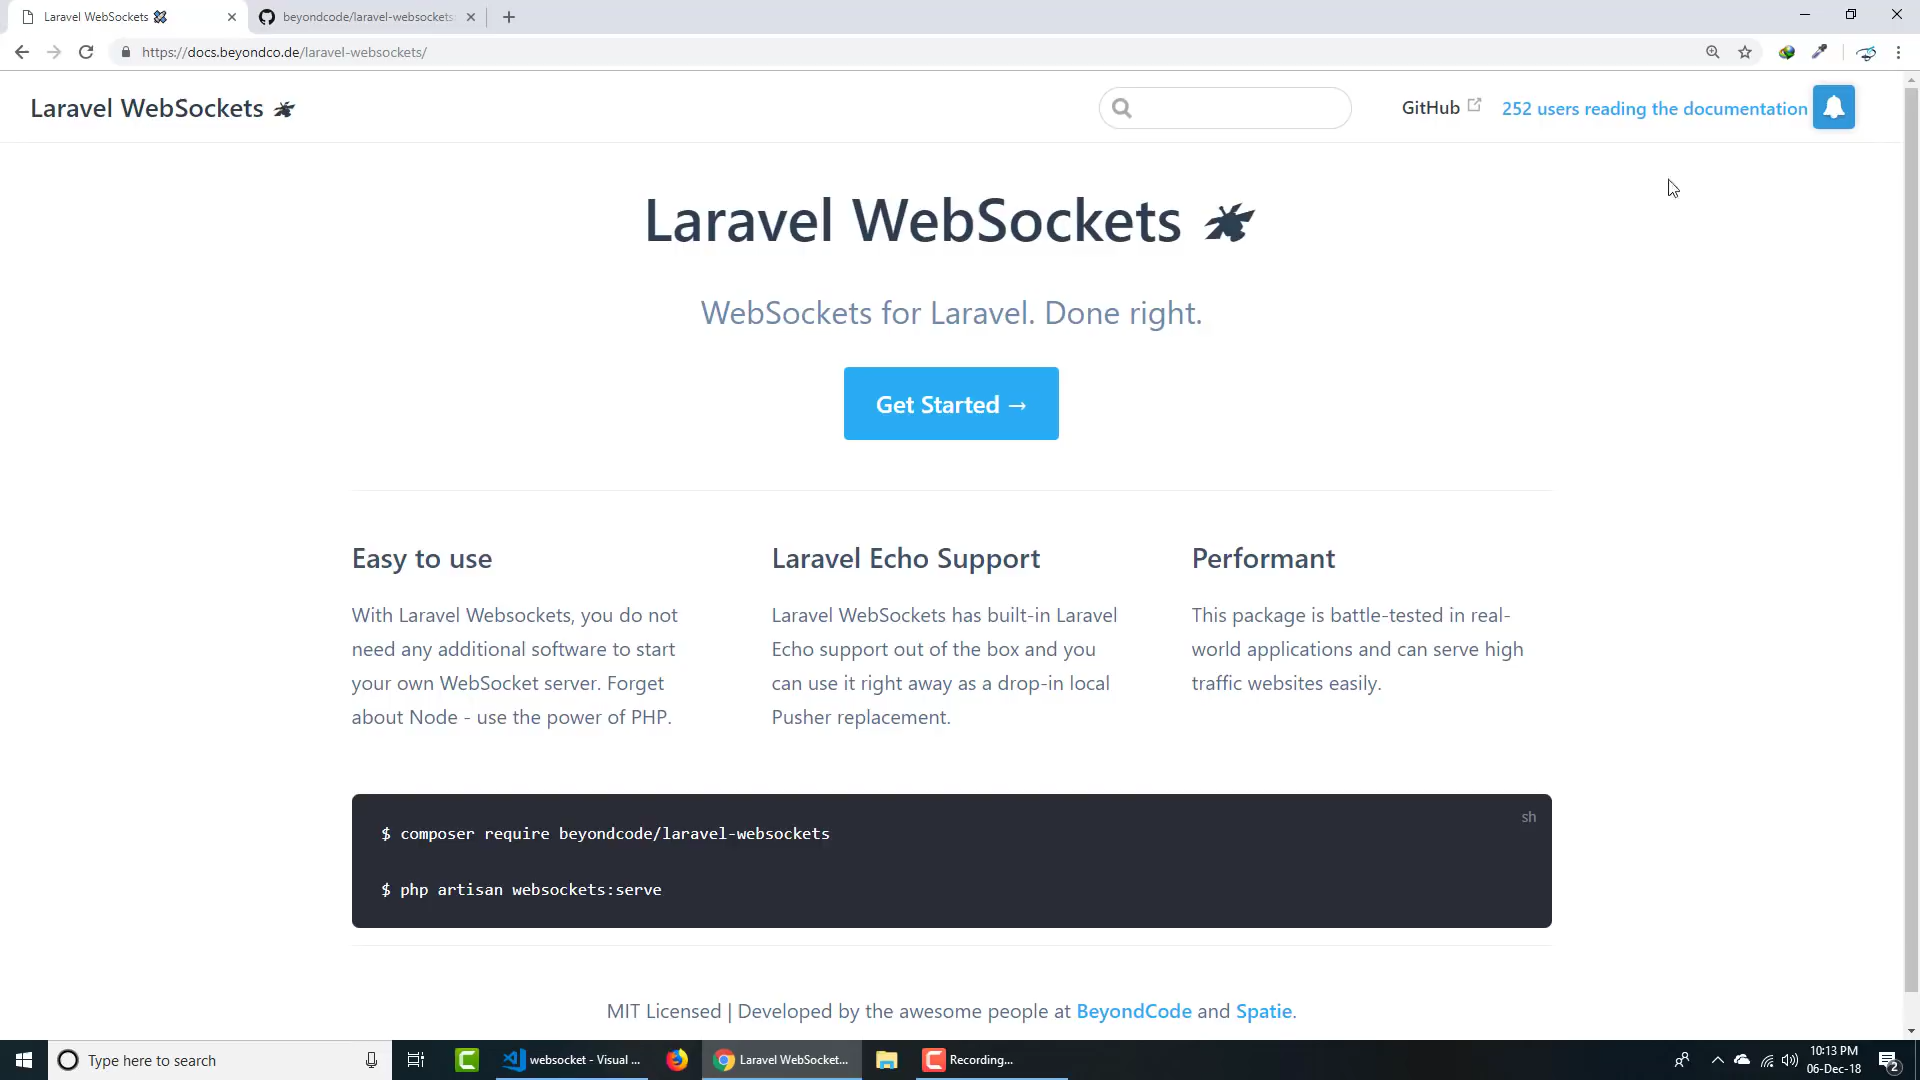 Laravel WebSockets
beyondcode/laravel-websockets:
https://docs.beyondco.de/laravel-websockets/
Laravel WebSockets
GitHub
252 users reading the documentation
Laravel WebSockets
WebSockets for Laravel. Done right.
Get Started →
Easy to use
With Laravel Websockets, you do not
need any additional software to start
your own WebSocket server. Forget
about Node - use the power of PHP.
Laravel Echo Support
Laravel WebSockets has built-in Laravel
Echo support out of the box and you
can use it right away as a drop-in local
Pusher replacement.
Performant
This package is battle-tested in real-
world applications and can serve high
traffic websites easily.
sh
$ composer require beyondcode/laravel-websockets
$ php artisan websockets:serve
MIT Licensed | Developed by the awesome people at BeyondCode and Spatie.
Type here to search
websocket - Visual ...
Laravel WebSocket...
Recording...
10:13 PM
06-Dec-18
2